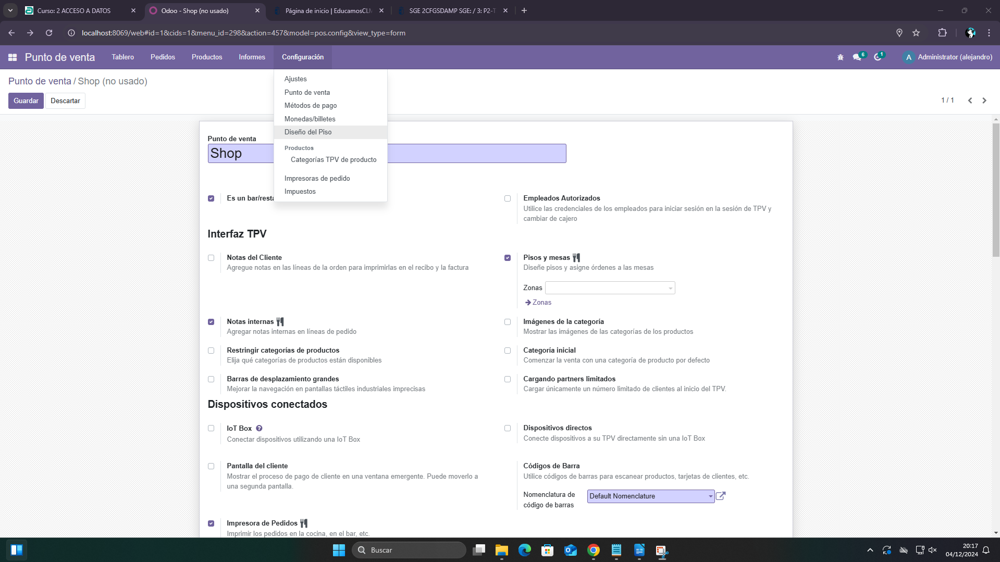 Curso: 2 ACCESO A DATOS
Odoo - Shop (no usado)
Página de inicio | EducamosCLM
SGE 2CFGSDAMP SGE: / 3: P2-T
localhost:8069/web#id=1&cids=1&menu_id=298&action=457&model=pos.config&view_type=form
Punto de venta
Tablero
Pedidos
Productos
Informes
Configuración
6
1
A
Administrator (alejandro)
Punto de venta / Shop (no usado)
Guardar
Descartar
1 / 1
Ajustes
Punto de venta
Métodos de pago
Monedas/billetes
Diseño del Piso
Productos
Categorías TPV de producto
Impresoras de pedido
Impuestos
Punto de venta
Shop
Es un bar/resta
Empleados Autorizados
Utilice las credenciales de los empleados para iniciar sesión en la sesión de TPV y
cambiar de cajero
Interfaz TPV
Notas del Cliente
Agregue notas en las líneas de la orden para imprimirlas en el recibo y la factura
Pisos y mesas
Diseñe pisos y asigne órdenes a las mesas
Zonas
Zonas
Notas internas
Agregar notas internas en líneas de pedido
Imágenes de la categoría
Mostrar las imágenes de las categorías de los productos
Restringir categorías de productos
Elija qué categorías de productos están disponibles
Categoría inicial
Comenzar la venta con una categoría de producto por defecto
Barras de desplazamiento grandes
Mejorar la navegación en pantallas táctiles industriales imprecisas
Cargando partners limitados
Cargar únicamente un número limitado de clientes al inicio del TPV.
Dispositivos conectados
IoT Box
Conectar dispositivos utilizando una IoT Box
Dispositivos directos
Conecte dispositivos a su TPV directamente sin una IoT Box
Pantalla del cliente
Mostrar el proceso de pago de cliente en una ventana emergente. Puede moverlo a
una segunda pantalla.
Códigos de Barra
Utilice códigos de barras para escanear productos, tarjetas de clientes, etc.
Nomenclatura de
código de barras
Default Nomenclature
Impresora de Pedidos
Imprimir los pedidos en la cocina, en el bar, etc.
Buscar
20:17
04/12/2024